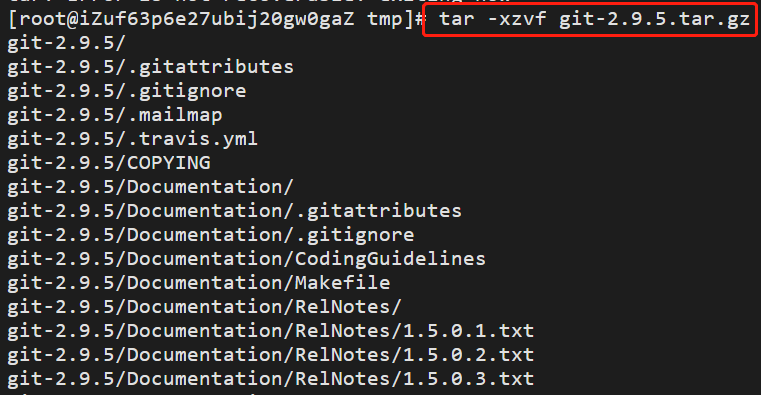 [root@iZuf63p6e27ubij20gw0gaZ tmp]# tar -xzvf git-2.9.5.tar.gz
git-2.9.5/
git-2.9.5/.gitattributes
git-2.9.5/.gitignore
git-2.9.5/.mailmap
git-2.9.5/.travis.yml
git-2.9.5/COPYING
git-2.9.5/Documentation/
git-2.9.5/Documentation/.gitattributes
git-2.9.5/Documentation/.gitignore
git-2.9.5/Documentation/CodingGuidelines
git-2.9.5/Documentation/Makefile
git-2.9.5/Documentation/RelNotes/
git-2.9.5/Documentation/RelNotes/1.5.0.1.txt
git-2.9.5/Documentation/RelNotes/1.5.0.2.txt
git-2.9.5/Documentation/RelNotes/1.5.0.3.txt